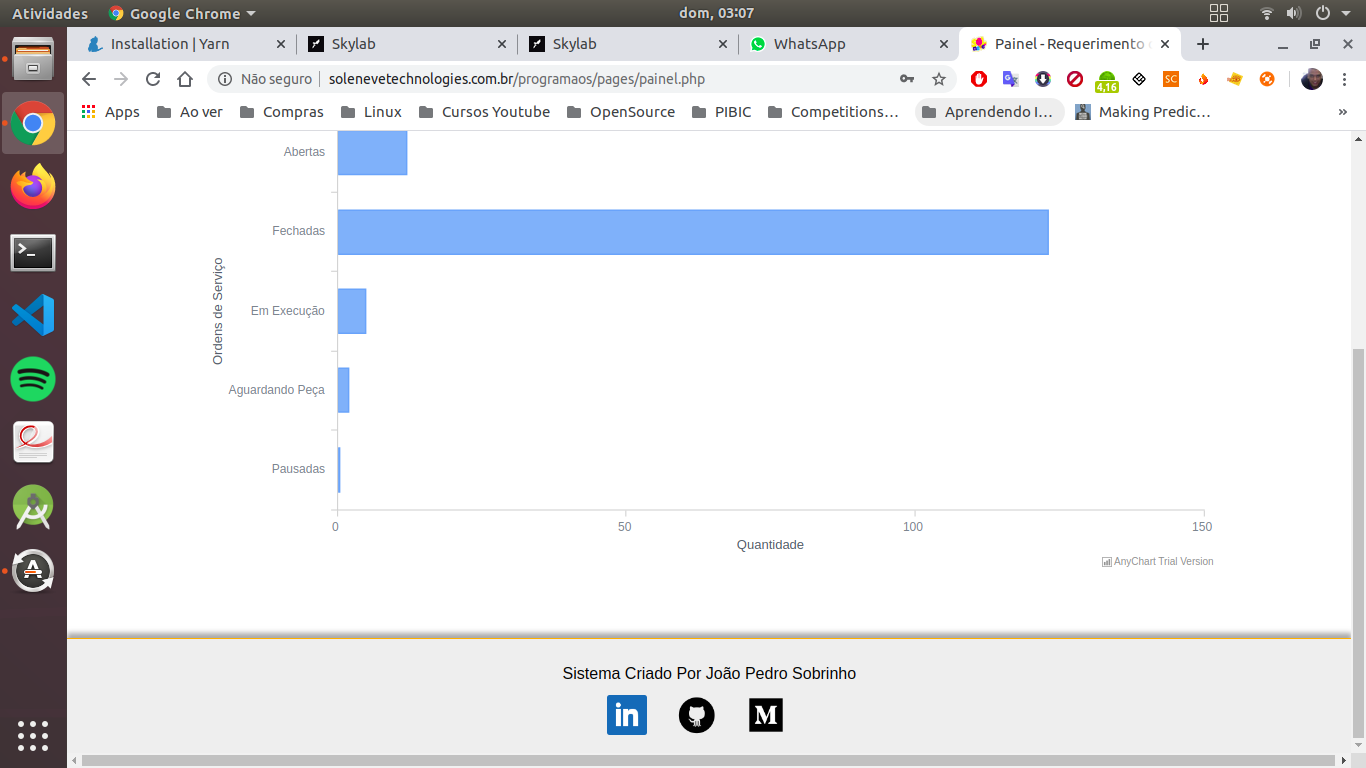 Atividades Google Chrome dom, 03:07
Installation | Yarn Skylab Skylab WhatsApp Painel - Requerimento
Não seguro solenevetechnologies.com.br/programaos/pages/painel.php SC 4.16
Apps Ao ver Compras Linux Cursos Youtube OpenSource PIBIC Competitions... Aprendendo I... Making Predic... »
Abertas
Fechadas
Em Execução
Aguardando Peça
Pausadas
Ordens de Serviço
0 50 100 150
Quantidade
AnyChart Trial Version
Sistema Criado Por João Pedro Sobrinho
in M